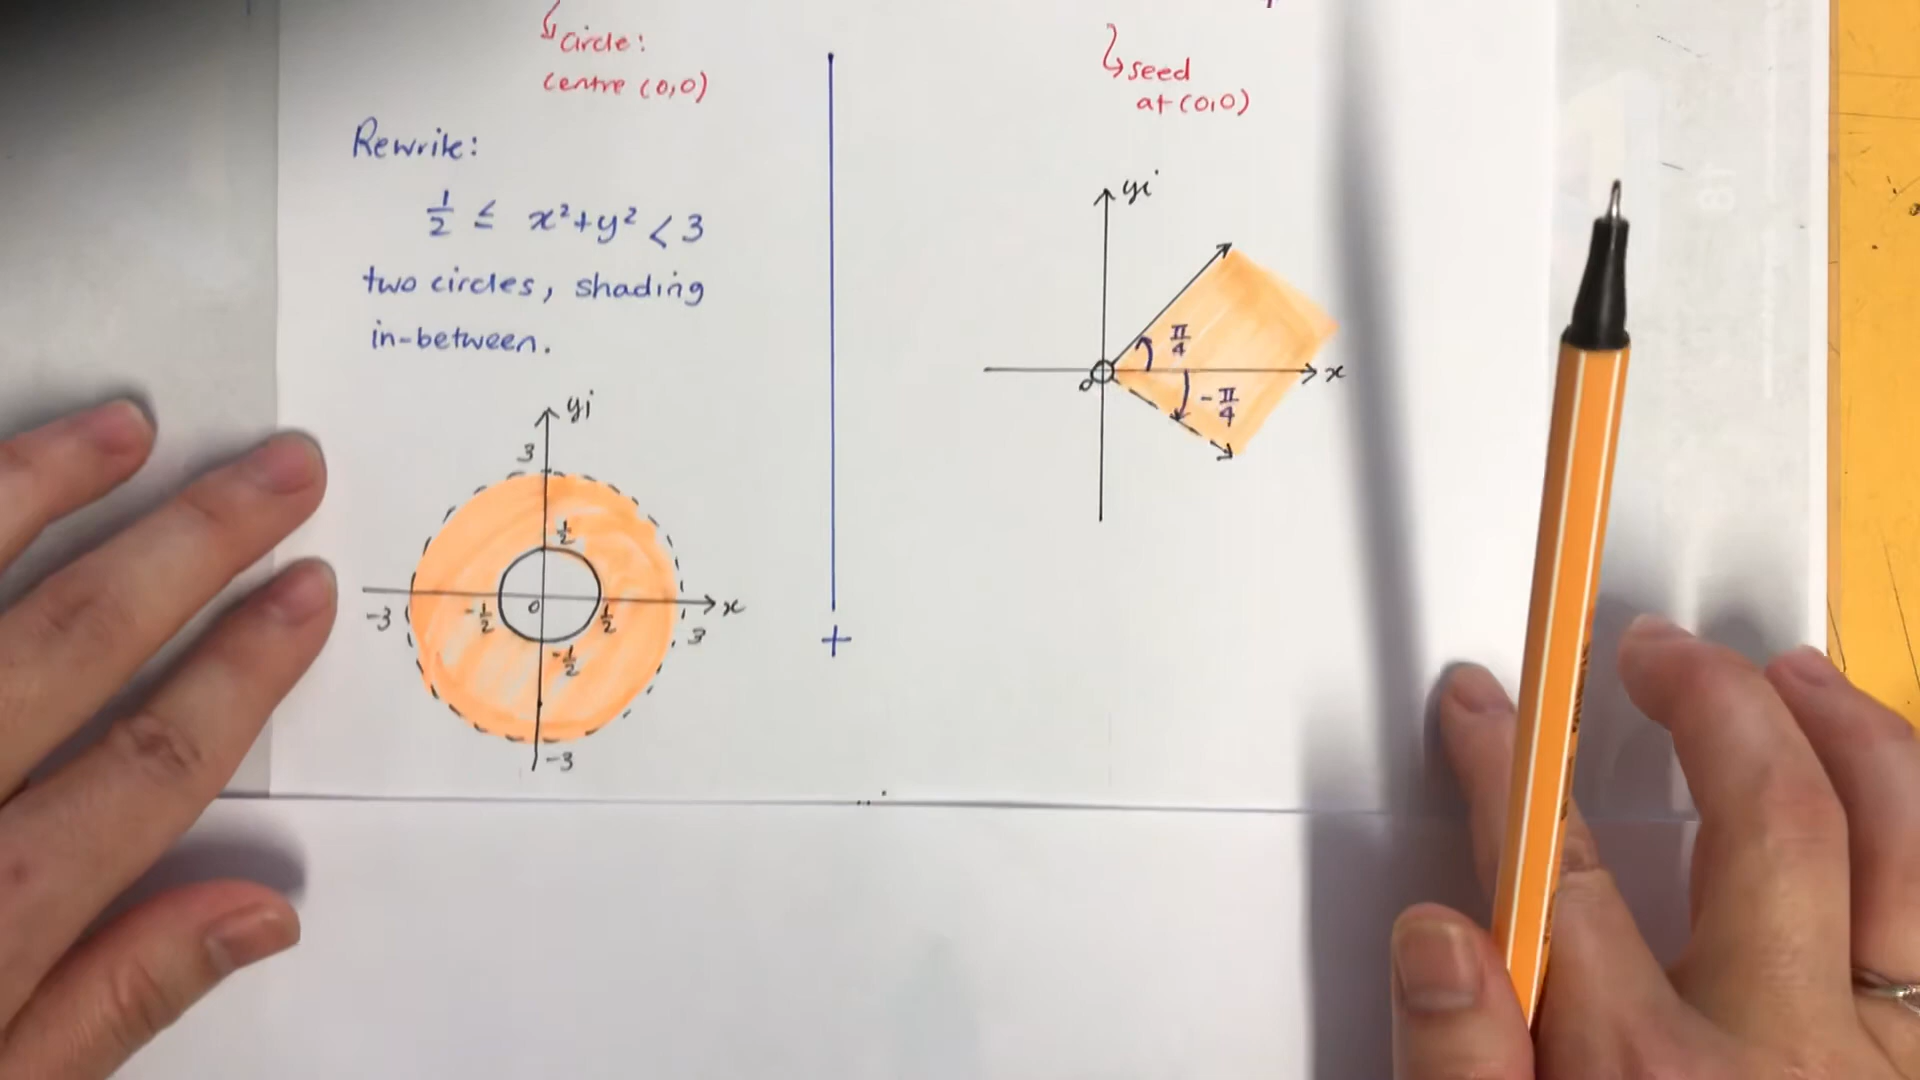 Circle:
centre (0,0)
Rewrite:
1/2 ≤ x²+y² < 3
two circles, shading
in-between.
yi
3
1/2
-3
-1/2
0
1/2
3
x
-1/2
-3
+
seed
at (0,0)
yi
π/4
0
x
-π/4